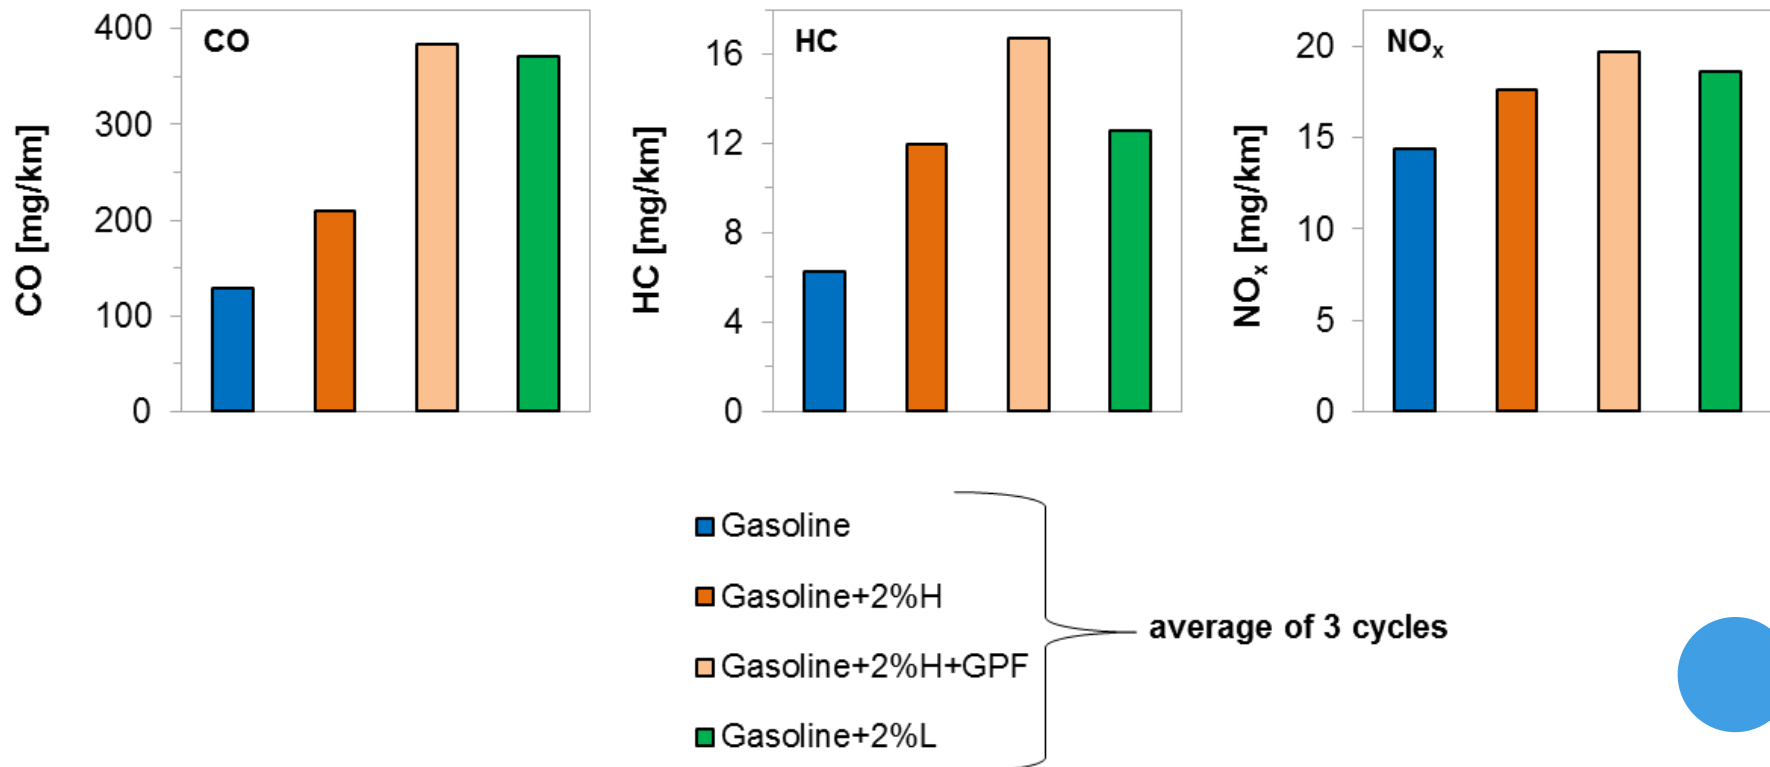 CO
CO [mg/km]
400
300
200
100
0
HC
HC [mg/km]
16
12
8
4
0
NOₓ
NOₓ [mg/km]
20
15
10
5
0
Gasoline
Gasoline+2%H
Gasoline+2%H+GPF
Gasoline+2%L
average of 3 cycles